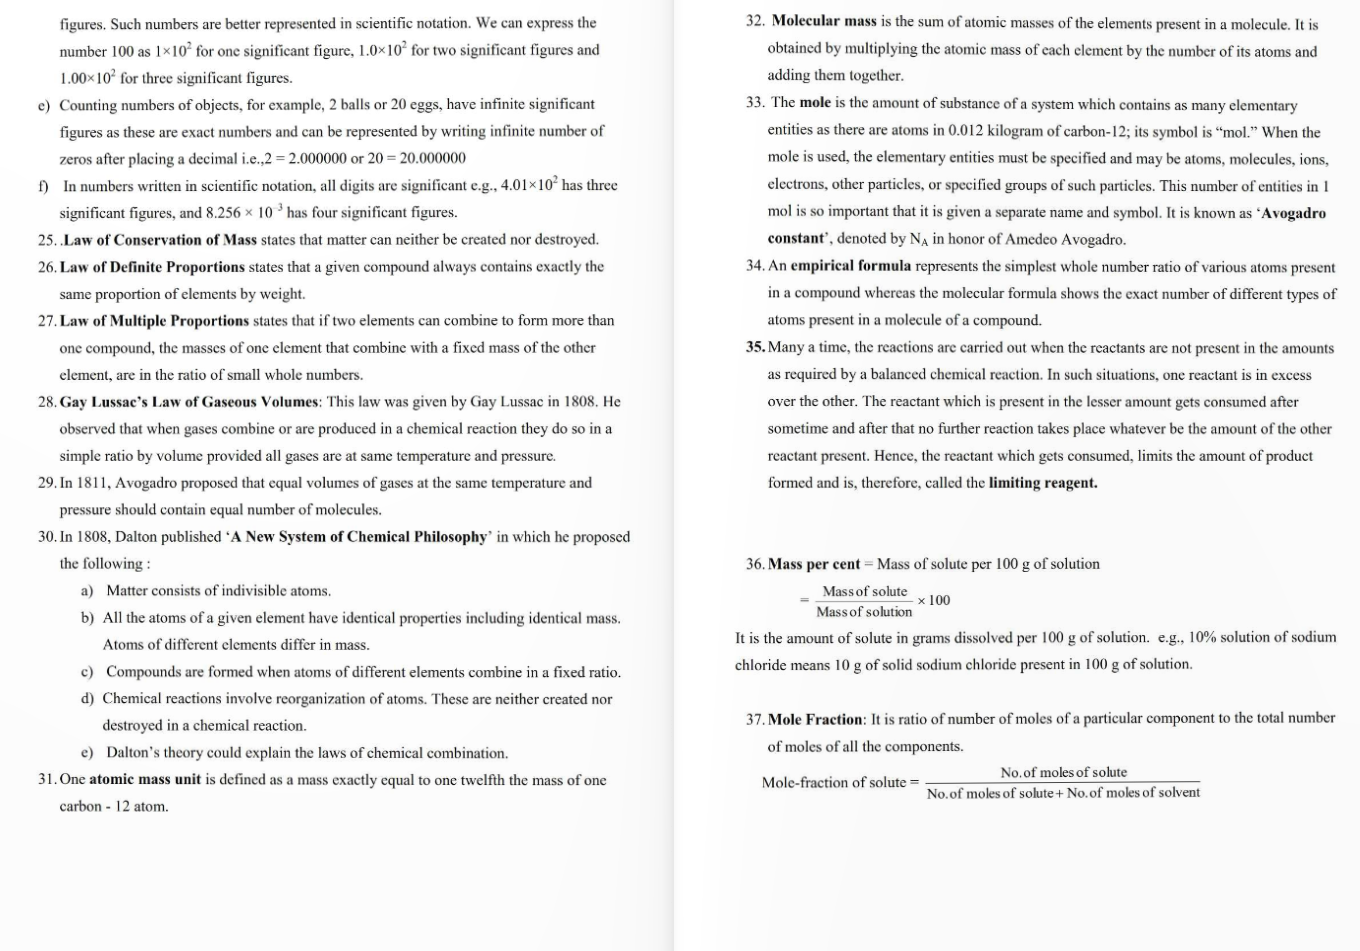 figures. Such numbers are better represented in scientific notation. We can express the
number 100 as 1×10² for one significant figure, 1.0×10² for two significant figures and
1.00×10² for three significant figures.
e) Counting numbers of objects, for example, 2 balls or 20 eggs, have infinite significant
figures as these are exact numbers and can be represented by writing infinite number of
zeros after placing a decimal i.e.,2 = 2.000000 or 20 = 20.000000
f) In numbers written in scientific notation, all digits are significant e.g., 4.01×10² has three
significant figures, and 8.256 × 10⁻³ has four significant figures.
25. .Law of Conservation of Mass states that matter can neither be created nor destroyed.
26. Law of Definite Proportions states that a given compound always contains exactly the
same proportion of elements by weight.
27. Law of Multiple Proportions states that if two elements can combine to form more than
one compound, the masses of one element that combine with a fixed mass of the other
element, are in the ratio of small whole numbers.
28. Gay Lussac's Law of Gaseous Volumes: This law was given by Gay Lussac in 1808. He
observed that when gases combine or are produced in a chemical reaction they do so in a
simple ratio by volume provided all gases are at same temperature and pressure.
29. In 1811, Avogadro proposed that equal volumes of gases at the same temperature and
pressure should contain equal number of molecules.
30. In 1808, Dalton published 'A New System of Chemical Philosophy' in which he proposed
the following :
a) Matter consists of indivisible atoms.
b) All the atoms of a given element have identical properties including identical mass.
Atoms of different elements differ in mass.
c) Compounds are formed when atoms of different elements combine in a fixed ratio.
d) Chemical reactions involve reorganization of atoms. These are neither created nor
destroyed in a chemical reaction.
e) Dalton's theory could explain the laws of chemical combination.
31. One atomic mass unit is defined as a mass exactly equal to one twelfth the mass of one
carbon - 12 atom.
32. Molecular mass is the sum of atomic masses of the elements present in a molecule. It is
obtained by multiplying the atomic mass of each element by the number of its atoms and
adding them together.
33. The mole is the amount of substance of a system which contains as many elementary
entities as there are atoms in 0.012 kilogram of carbon-12; its symbol is “mol.” When the
mole is used, the elementary entities must be specified and may be atoms, molecules, ions,
electrons, other particles, or specified groups of such particles. This number of entities in 1
mol is so important that it is given a separate name and symbol. It is known as 'Avogadro
constant', denoted by N_A in honor of Amedeo Avogadro.
34. An empirical formula represents the simplest whole number ratio of various atoms present
in a compound whereas the molecular formula shows the exact number of different types of
atoms present in a molecule of a compound.
35. Many a time, the reactions are carried out when the reactants are not present in the amounts
as required by a balanced chemical reaction. In such situations, one reactant is in excess
over the other. The reactant which is present in the lesser amount gets consumed after
sometime and after that no further reaction takes place whatever be the amount of the other
reactant present. Hence, the reactant which gets consumed, limits the amount of product
formed and is, therefore, called the limiting reagent.
36. Mass per cent = Mass of solute per 100 g of solution
= Mass of solute / Mass of solution × 100
It is the amount of solute in grams dissolved per 100 g of solution. e.g., 10% solution of sodium
chloride means 10 g of solid sodium chloride present in 100 g of solution.
37. Mole Fraction: It is ratio of number of moles of a particular component to the total number
of moles of all the components.
Mole-fraction of solute = No. of moles of solute / No. of moles of solute + No. of moles of solvent